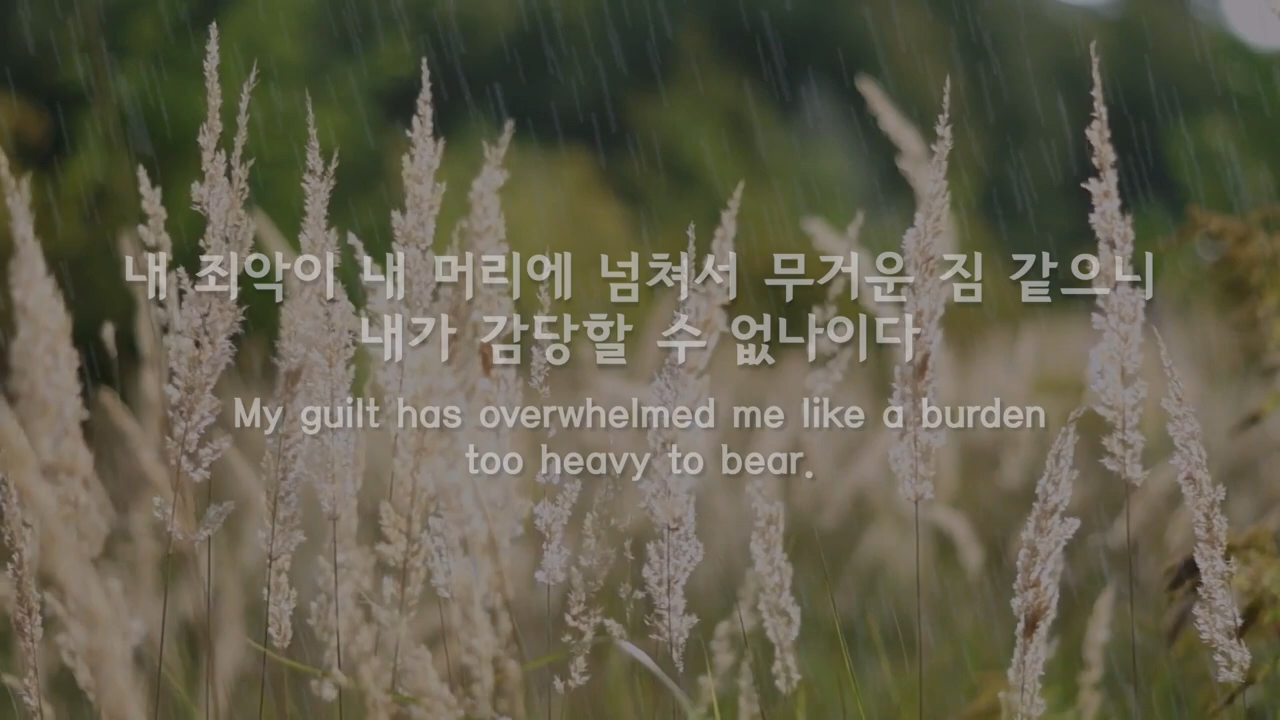 내 죄악이 내 머리에 넘쳐서 무거운 짐 같으니
내가 감당할 수 없나이다
My guilt has overwhelmed me like a burden
too heavy to bear.